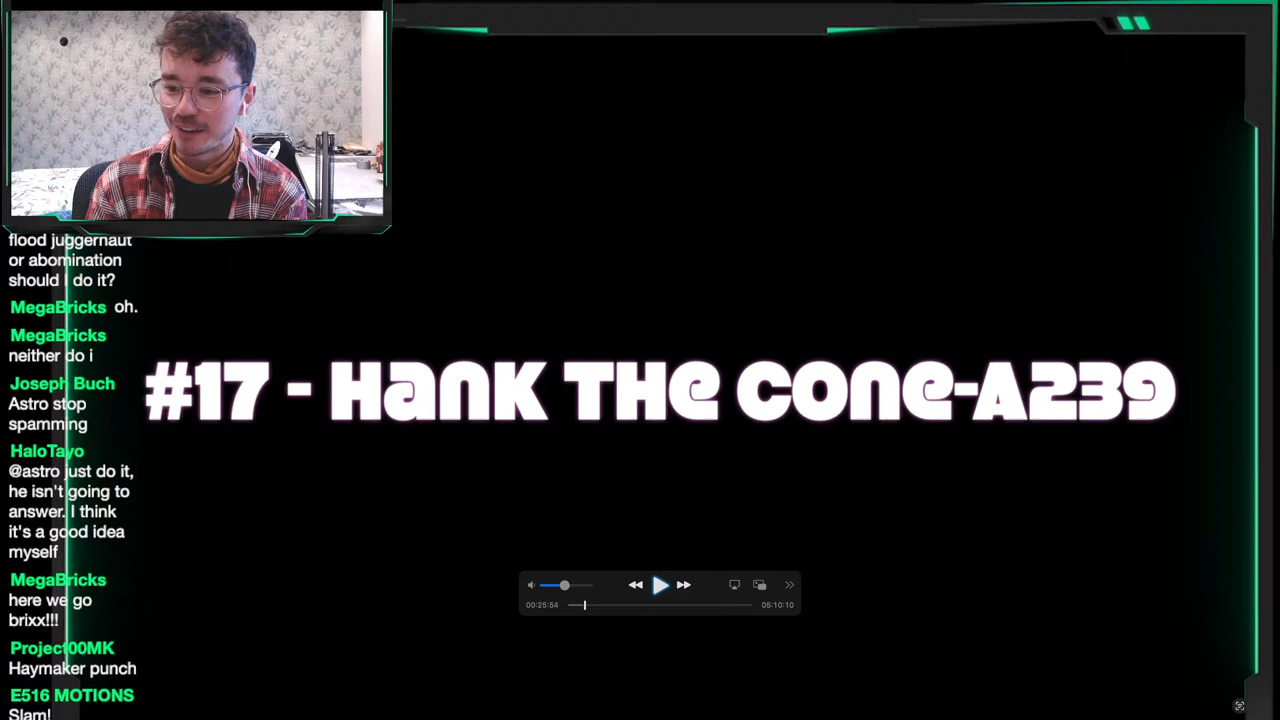 flood juggernaut
or abomination
should I do it?
MegaBricks oh.
MegaBricks
neither do i
Joseph Buch
Astro stop
spamming
HaloTayo
@astro just do it,
he isn't going to
answer. I think
it's a good idea
myself
MegaBricks
here we go
brixx!!!
Project00MK
Haymaker punch
E516 MOTIONS
Slam!
#17 - Hank The Cone-A239
00:25:54
05:10:10